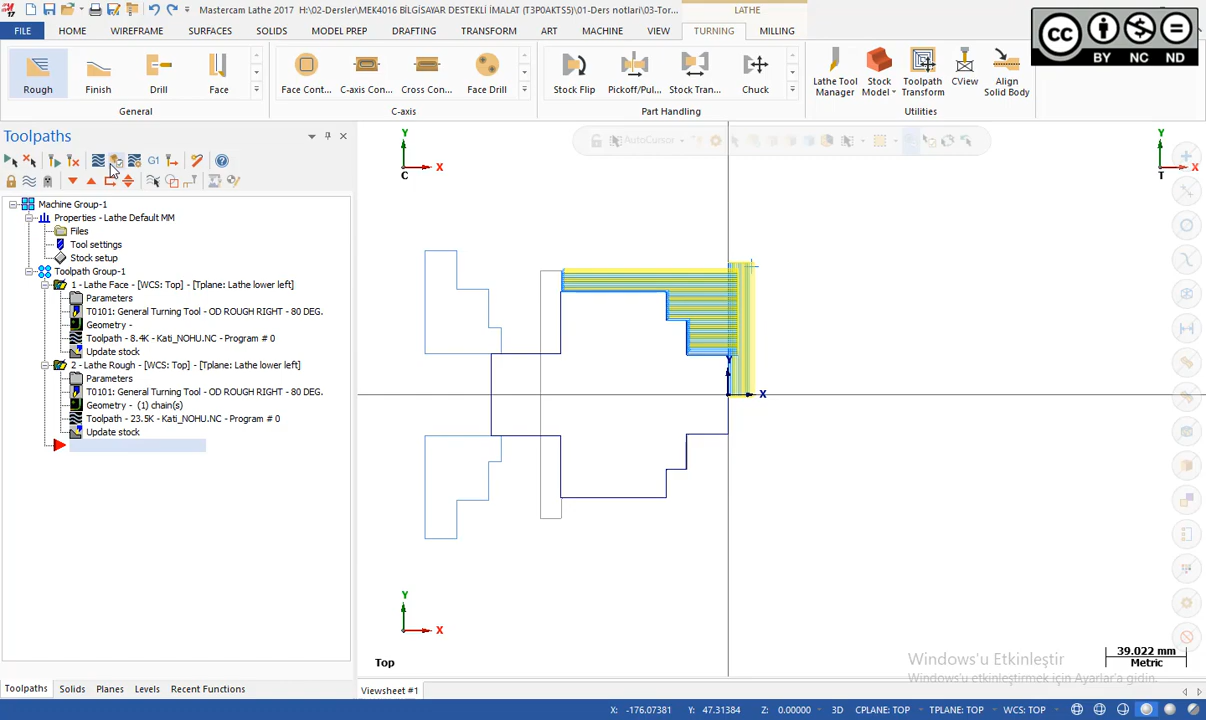 Mastercam Lathe 2017 H:\02-Dersler\MEK4016 BİLGİSAYAR DESTEKLİ İMALAT (T3P0AKTS5)\01-Ders notlari\03-Tor...
LATHE
FILE HOME WIREFRAME SURFACES SOLIDS MODEL PREP DRAFTING TRANSFORM ART MACHINE VIEW TURNING MILLING
CC BY NC ND
Rough Finish Drill Face
Face Cont... C-axis Con... Cross Con... Face Drill
Stock Flip Pickoff/Pul... Stock Tran... Chuck
Lathe Tool Manager Stock Model Toolpath Transform CView Align Solid Body
General C-axis Part Handling Utilities
Toolpaths
AutoCursor
G1
Machine Group-1
Properties - Lathe Default MM
Files
Tool settings
Stock setup
Toolpath Group-1
1 - Lathe Face - [WCS: Top] - [Tplane: Lathe lower left]
Parameters
T0101: General Turning Tool - OD ROUGH RIGHT - 80 DEG.
Geometry -
Toolpath - 8.4K - Kati_NOHU.NC - Program # 0
Update stock
2 - Lathe Rough - [WCS: Top] - [Tplane: Lathe lower left]
Parameters
T0101: General Turning Tool - OD ROUGH RIGHT - 80 DEG.
Geometry - (1) chain(s)
Toolpath - 23.5K - Kati_NOHU.NC - Program # 0
Update stock
Y
X
C
Y
X
T
Y
X
Y
X
Top
39.022 mm
Metric
Windows'u Etkinleştir
Windows'u etkinleştirmek için Ayarlar'a gidin.
Toolpaths Solids Planes Levels Recent Functions
Viewsheet #1
X: -176.07381 Y: 47.31384 Z: 0.00000 3D CPLANE: TOP TPLANE: TOP WCS: TOP